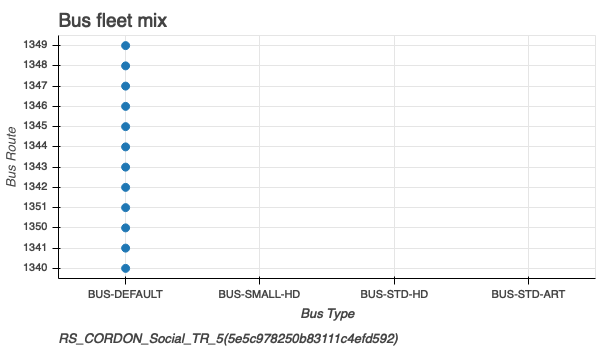 Bus fleet mix
Bus Route
1349
1348
1347
1346
1345
1344
1343
1342
1351
1350
1341
1340
BUS-DEFAULT BUS-SMALL-HD BUS-STD-HD BUS-STD-ART
Bus Type
RS_CORDON_Social_TR_5(5e5c978250b83111c4efd592)